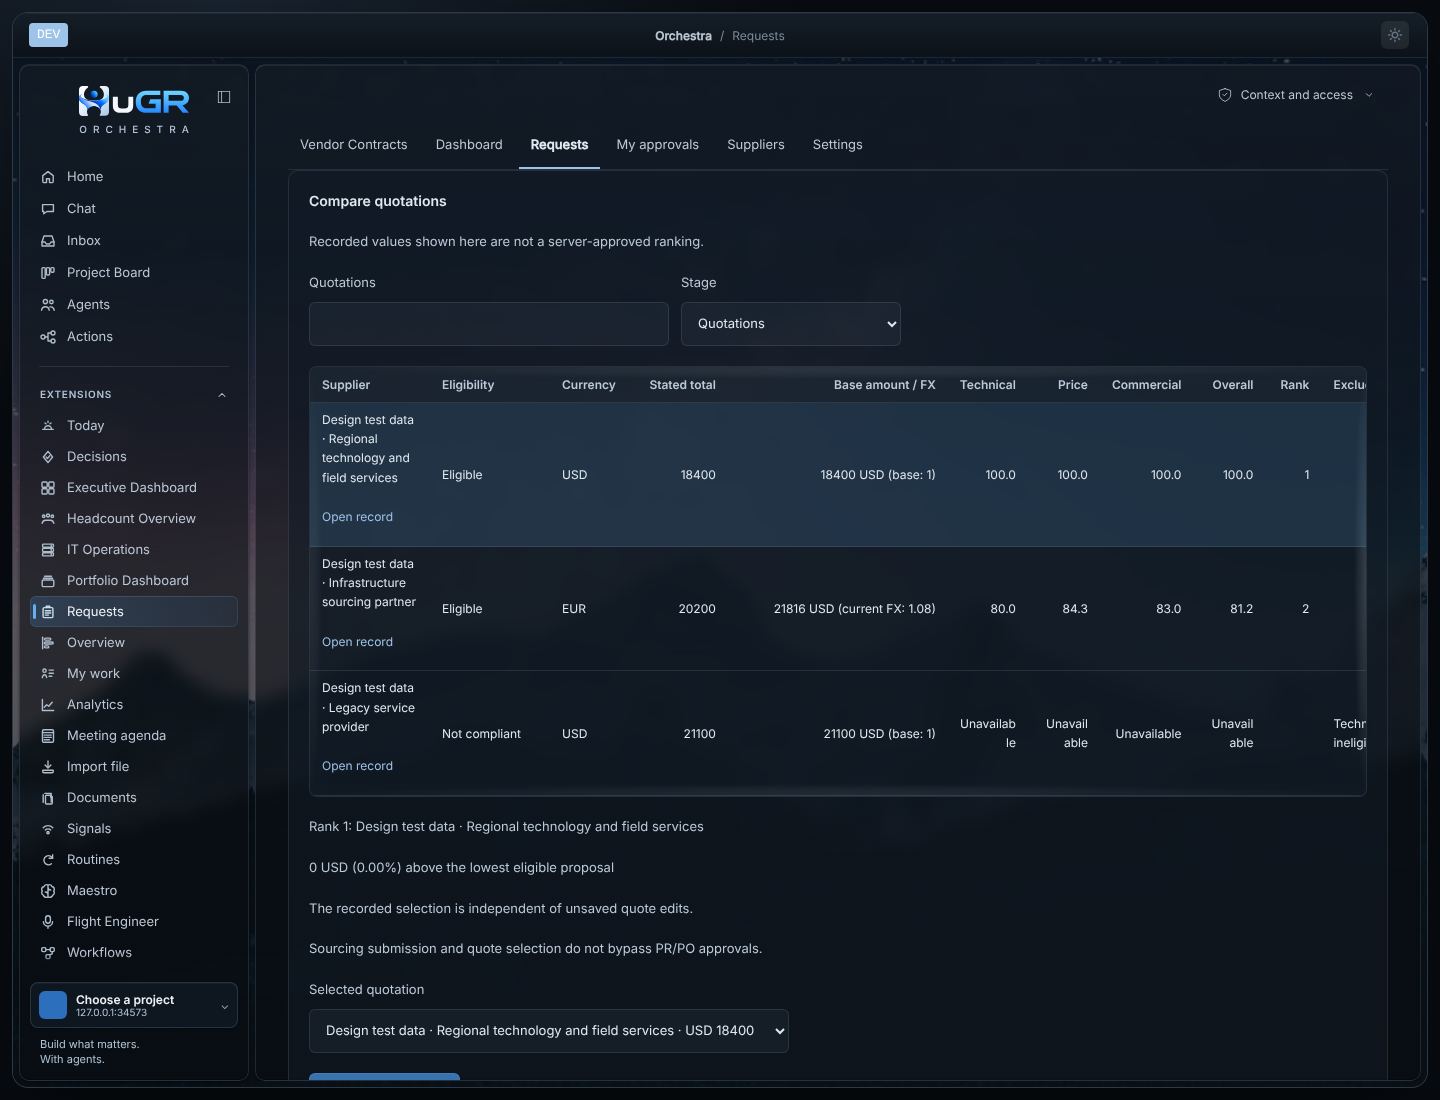 DEV
Orchestra / Requests
HuGR
ORCHESTRA
Context and access
Vendor Contracts
Dashboard
Requests
My approvals
Suppliers
Settings
Home
Chat
Inbox
Project Board
Agents
Actions
EXTENSIONS
Today
Decisions
Executive Dashboard
Headcount Overview
IT Operations
Portfolio Dashboard
Requests
Overview
My work
Analytics
Meeting agenda
Import file
Documents
Signals
Routines
Maestro
Flight Engineer
Workflows
Choose a project
127.0.0.1:34573
Build what matters.
With agents.
Compare quotations
Recorded values shown here are not a server-approved ranking.
Quotations
Stage
Quotations
Supplier Eligibility Currency Stated total Base amount / FX Technical Price Commercial Overall Rank Exclu
Design test data
· Regional
technology and
field services
Open record
Eligible USD 18400 18400 USD (base: 1) 100.0 100.0 100.0 100.0 1
Design test data
· Infrastructure
sourcing partner
Open record
Eligible EUR 20200 21816 USD (current FX: 1.08) 80.0 84.3 83.0 81.2 2
Design test data
· Legacy service
provider
Open record
Not compliant USD 21100 21100 USD (base: 1)
Unavailab
le
Unavail
able
Unavailable
Unavail
able
Techn
ineligi
Rank 1: Design test data · Regional technology and field services
0 USD (0.00%) above the lowest eligible proposal
The recorded selection is independent of unsaved quote edits.
Sourcing submission and quote selection do not bypass PR/PO approvals.
Selected quotation
Design test data · Regional technology and field services · USD 18400